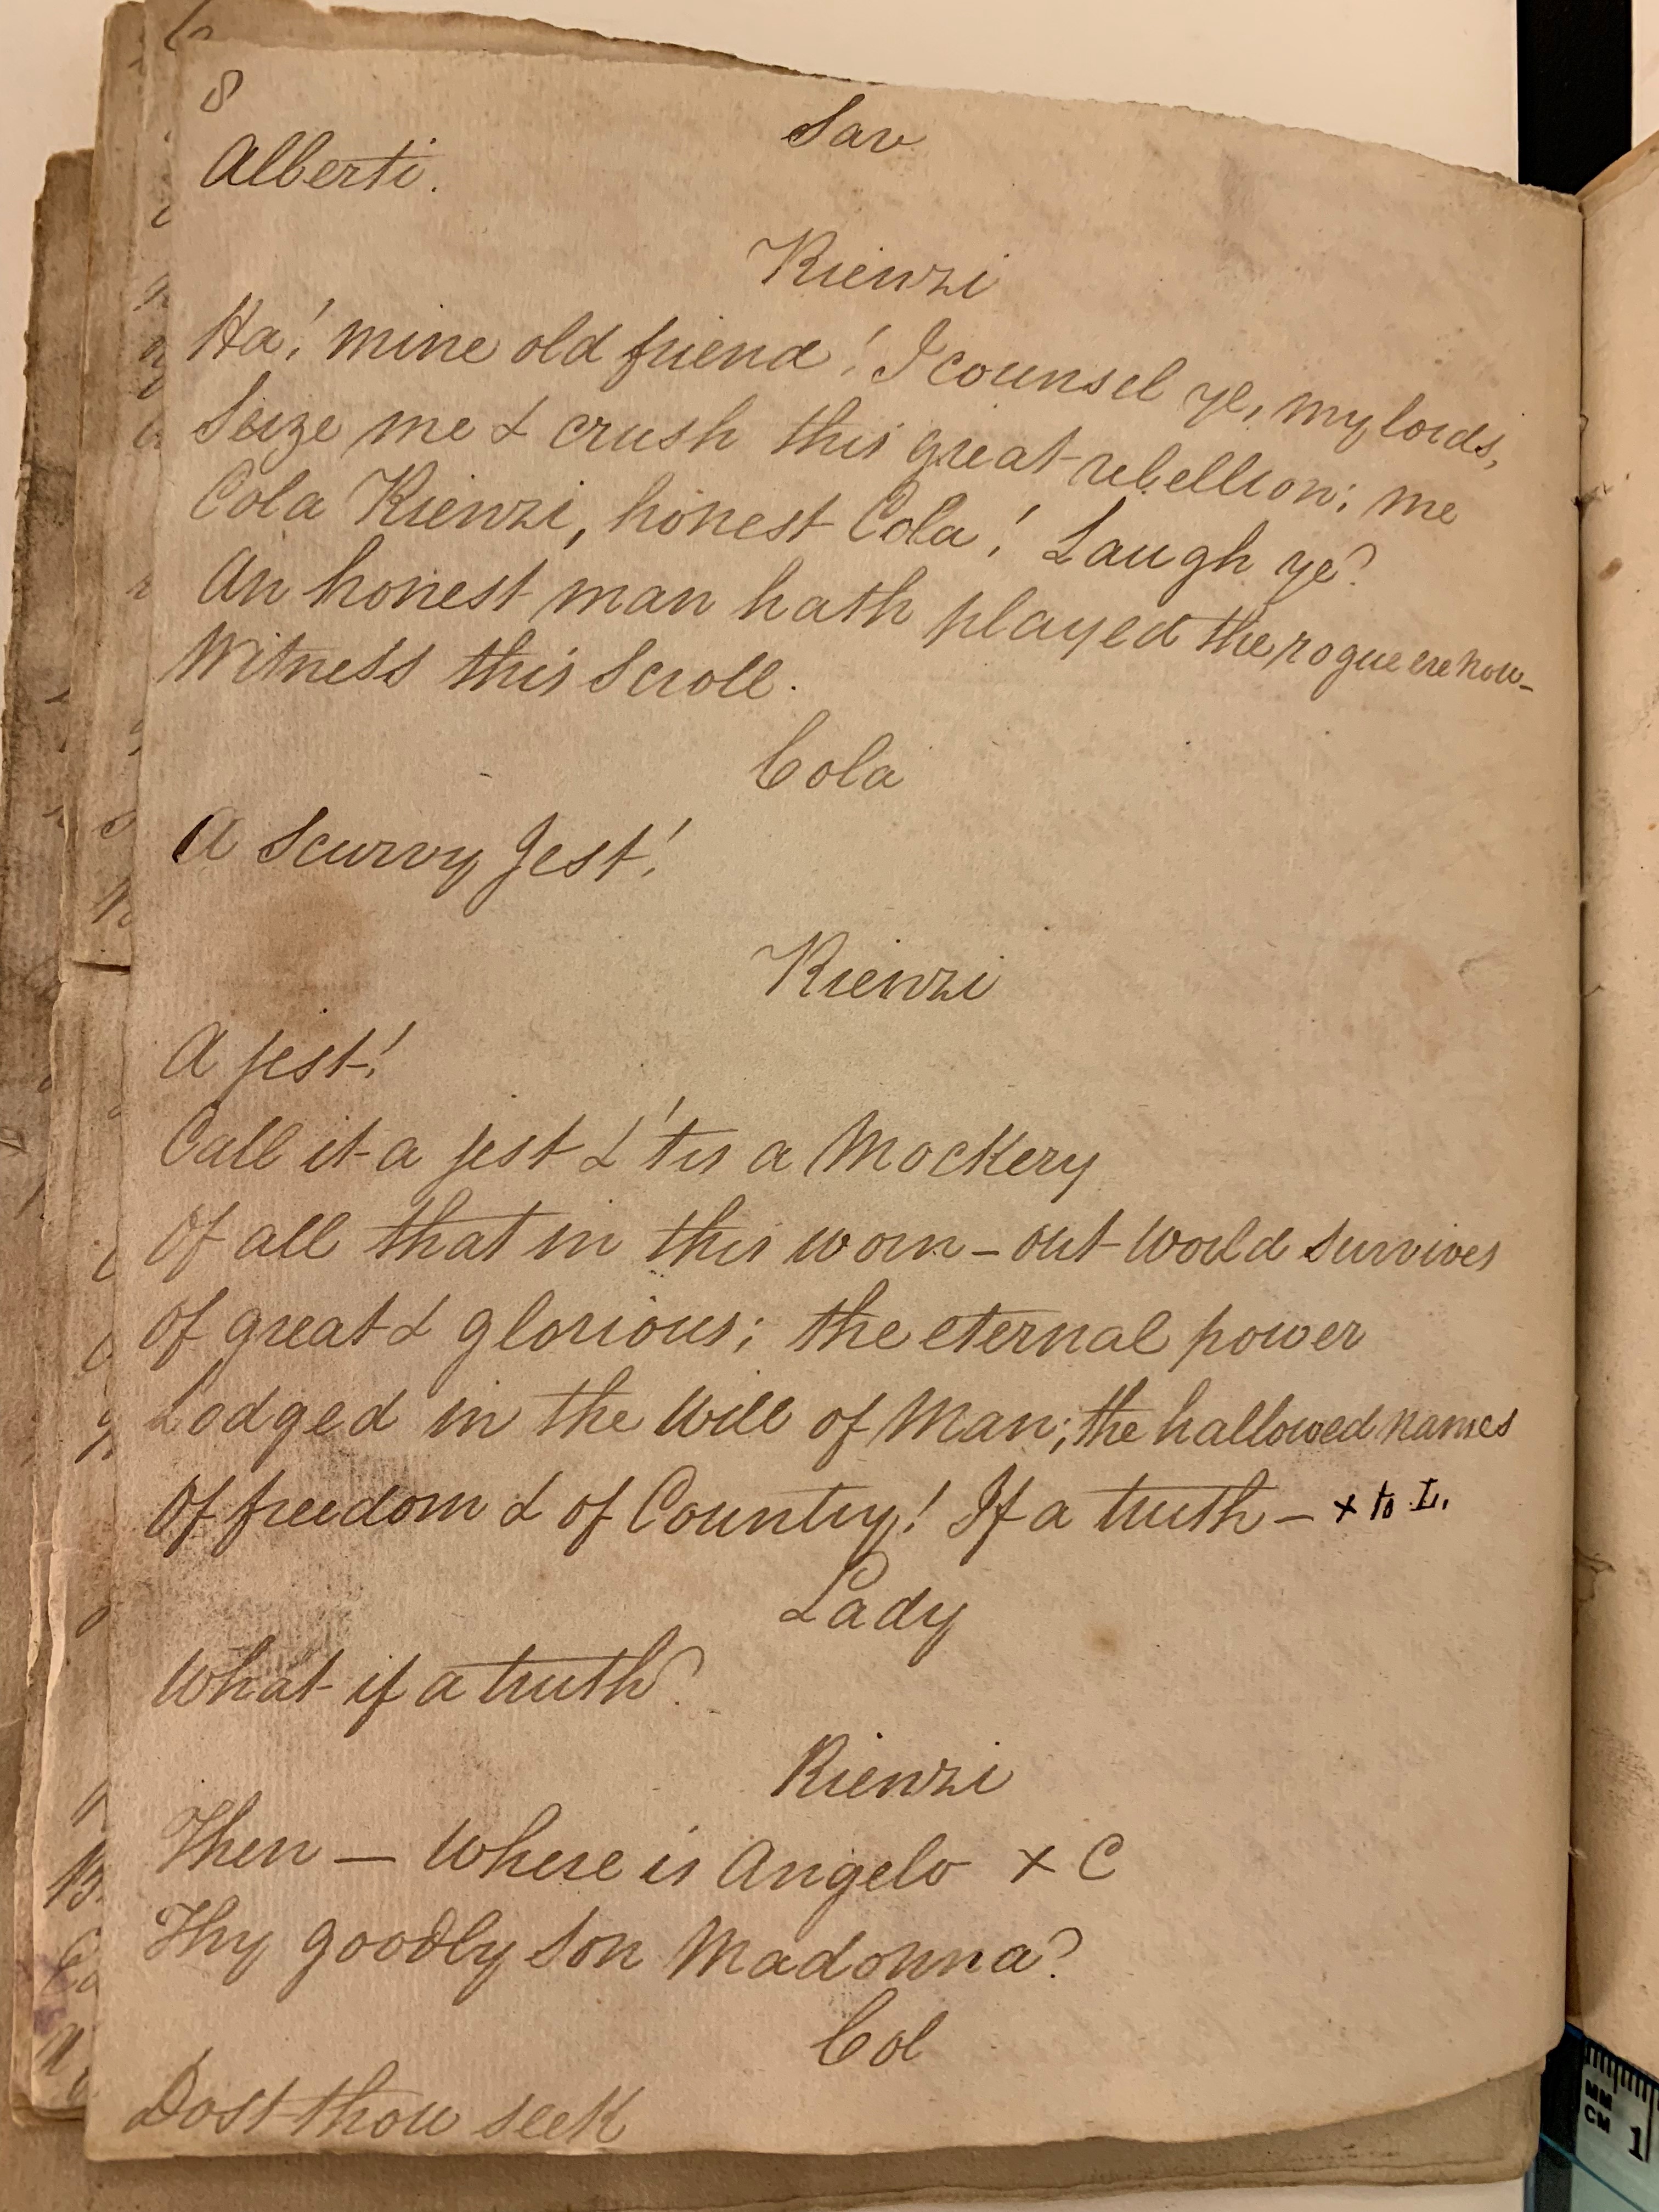 8
Sav
Alberti.
Rienzi
Ha! mine old friend! I counsel ye, my lords,
Seize me & crush this great rebellion; me
Cola Rienzi, honest Cola! Laugh ye?
An honest man hath played the rogue ere now—
Witness this Scroll.
Cola
A Scurvy Jest!
Rienzi
A jest!
Call it a jest & 'tis a Mockery
Of all that in this worn-out World survives
Of great & glorious; the eternal power
Lodged in the Will of Man; the hallowed names
Of freedom & of Country! If a truth— x to L.
Lady
What if a truth?
Rienzi
Then — Where is Angelo x C
Thy goodly Son Madonna?
Col
Dost thou seek
MM
CM 1